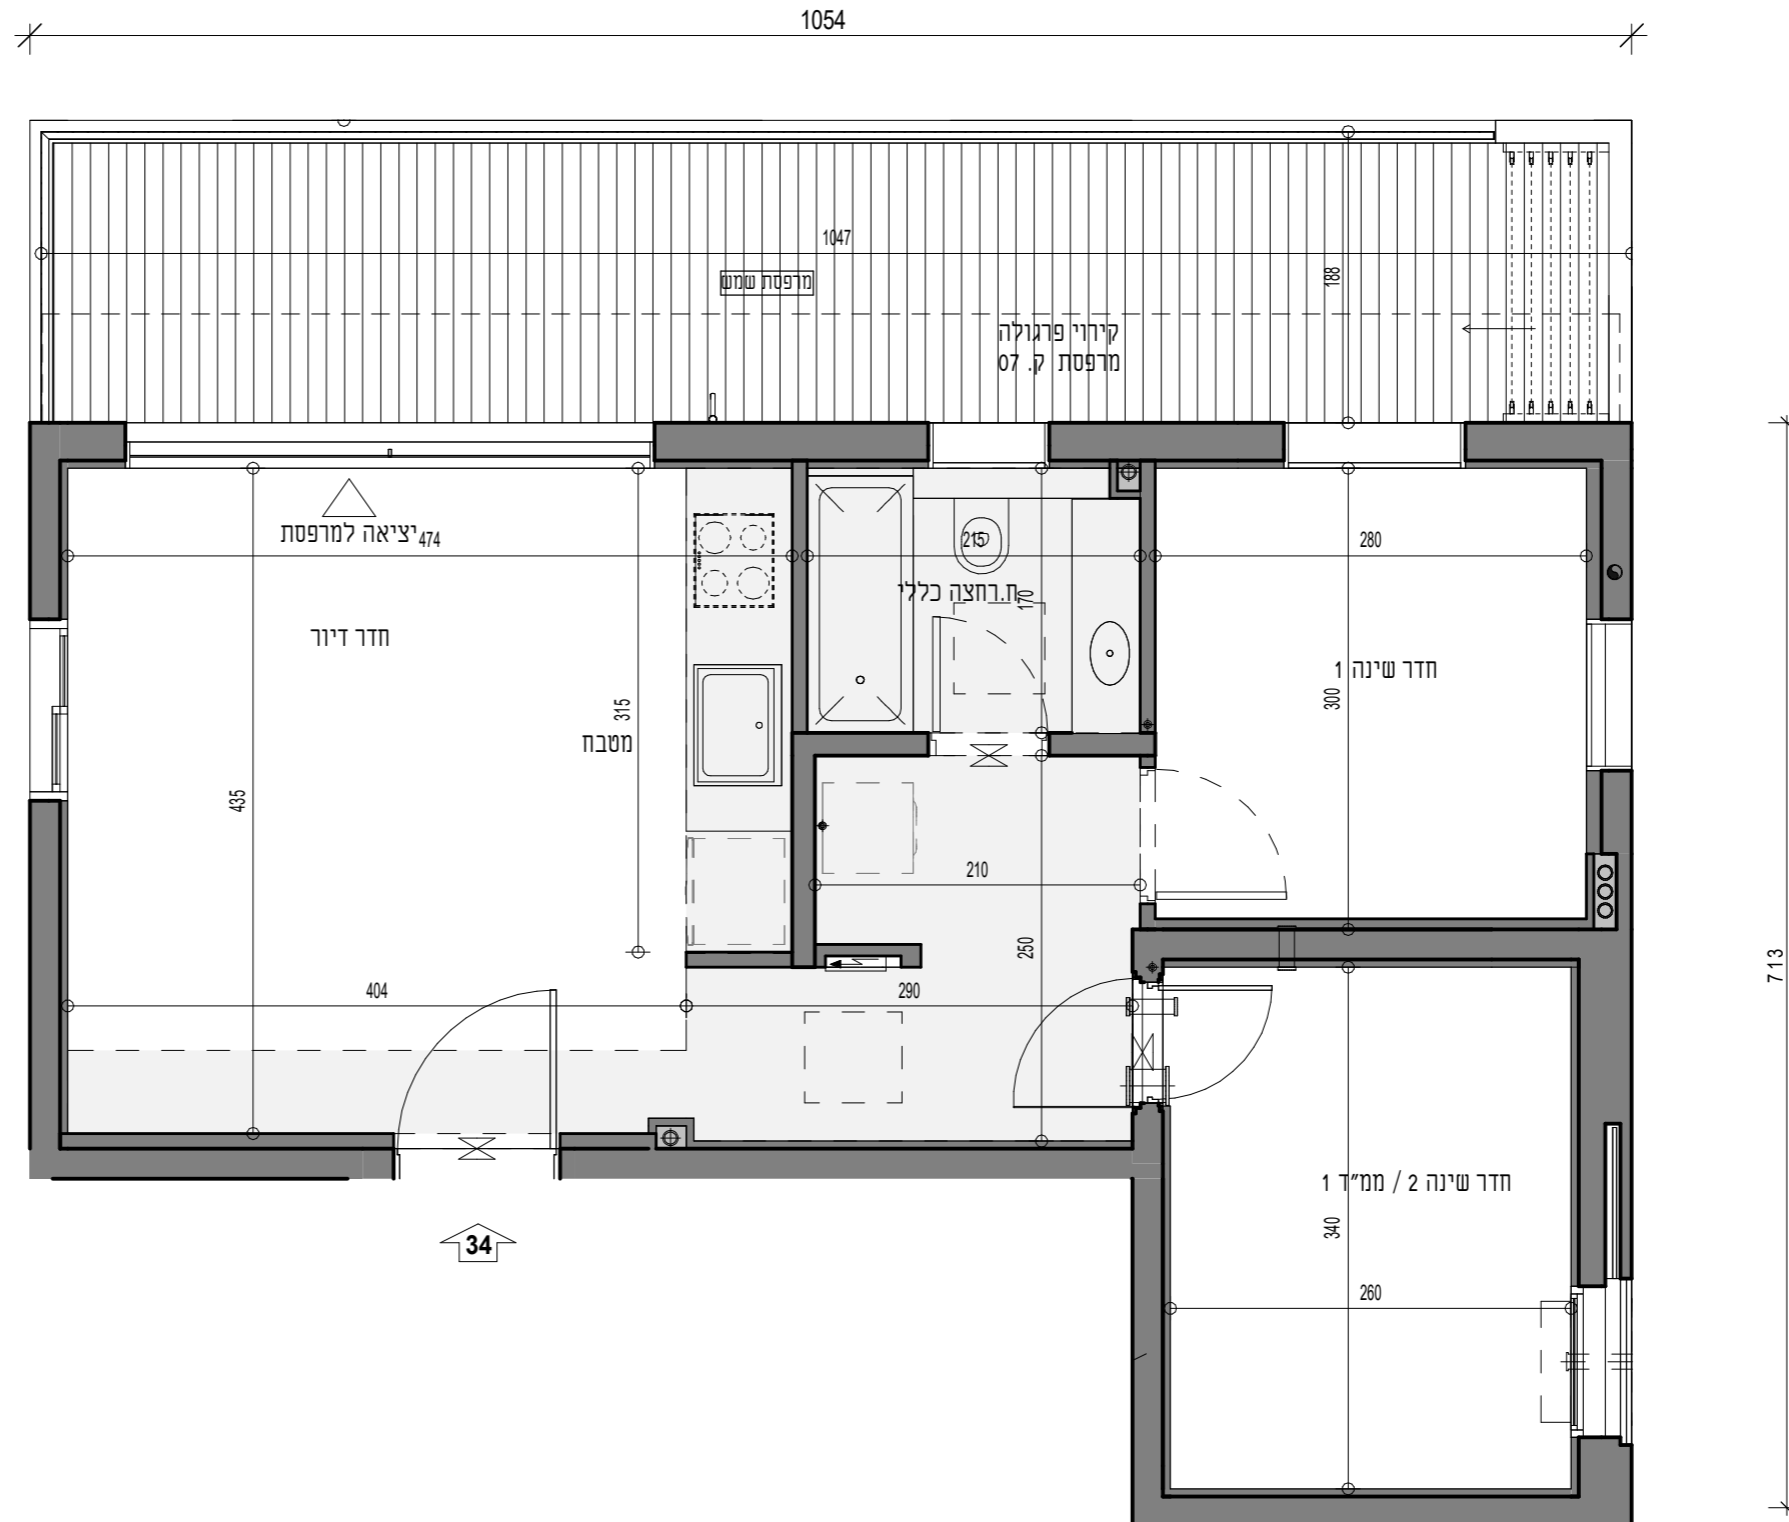 1054
1047
188
מרפסת שמש
קירוי פרגולה
מרפסת ק. 07
יציאה למרפסת
474
215
280
ח.רחצה כללי
170
חדר דיור
חדר שינה 1
300
315
מטבח
435
210
250
713
404
290
חדר שינה 2 / ממ״ד 1
340
34
260